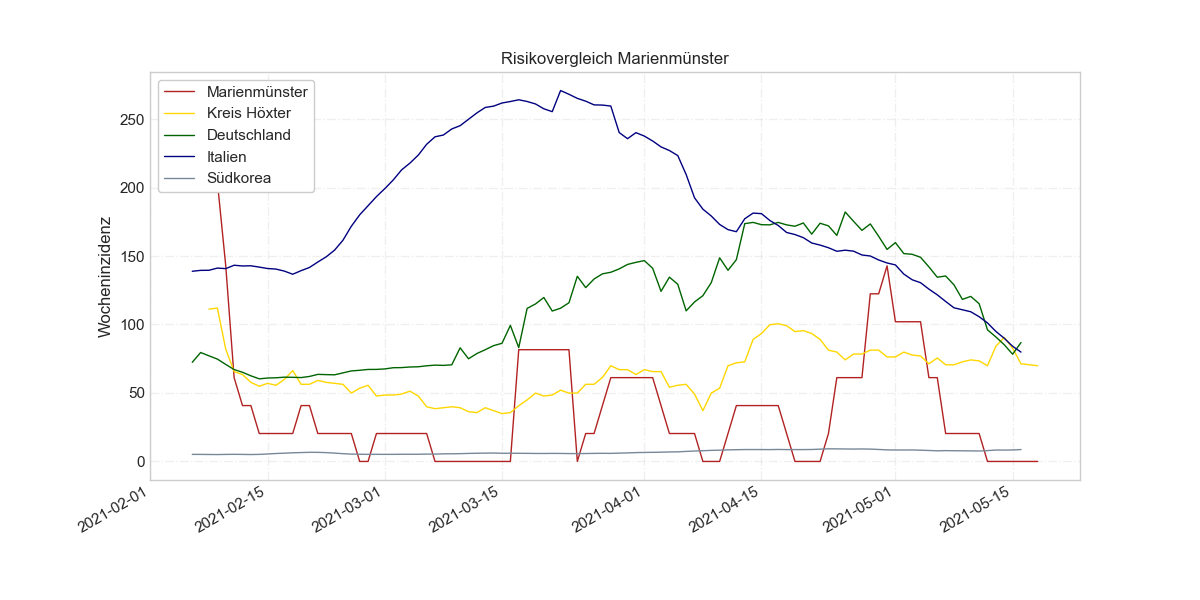 Risikovergleich Marienmünster
Wocheninzidenz
250
200
150
100
50
0
Marienmünster
Kreis Höxter
Deutschland
Italien
Südkorea
2021-02-01
2021-02-15
2021-03-01
2021-03-15
2021-04-01
2021-04-15
2021-05-01
2021-05-15